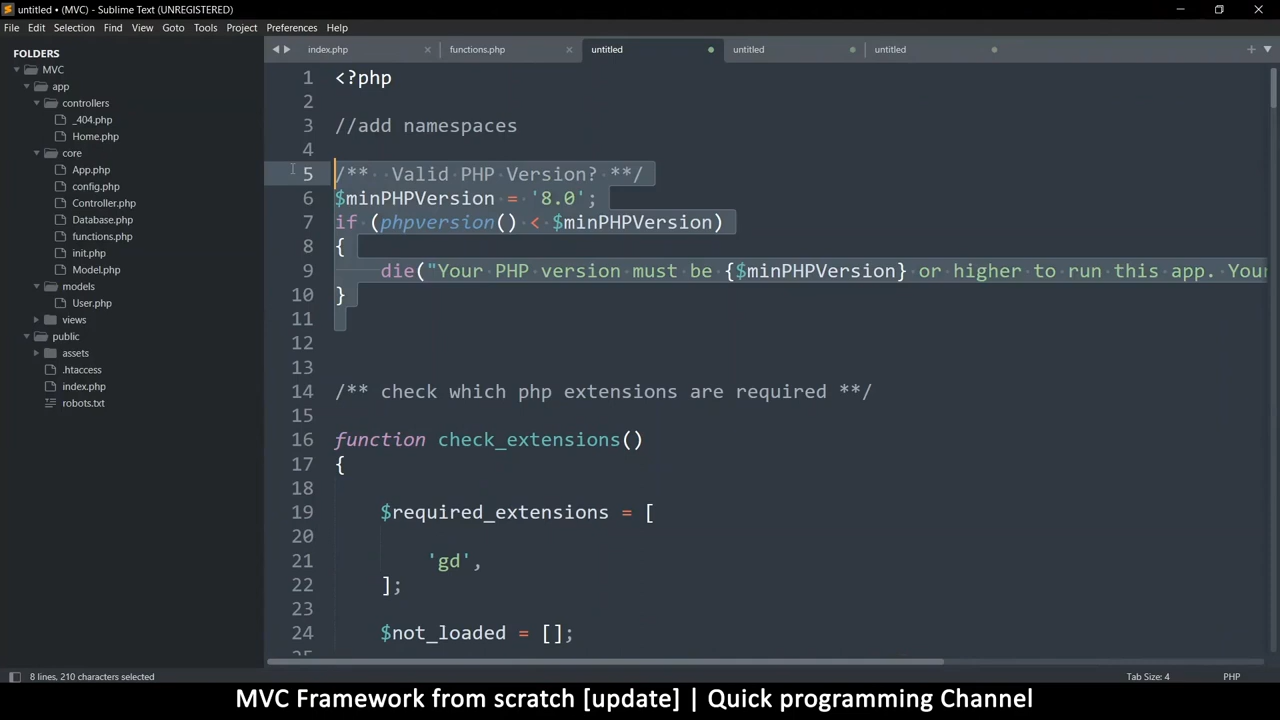 untitled • (MVC) - Sublime Text (UNREGISTERED)
File Edit Selection Find View Goto Tools Project Preferences Help
FOLDERS
MVC
app
controllers
_404.php
Home.php
core
App.php
config.php
Controller.php
Database.php
functions.php
init.php
Model.php
models
User.php
views
public
assets
.htaccess
index.php
robots.txt
index.php functions.php untitled untitled untitled
1 <?php
2
3 //add namespaces
4
5 /** Valid PHP Version? **/
6 $minPHPVersion = '8.0';
7 if (phpversion() < $minPHPVersion)
8 {
9 die("Your PHP version must be {$minPHPVersion} or higher to run this app. Your
10 }
11
12
13
14 /** check which php extensions are required **/
15
16 function check_extensions()
17 {
18
19 $required_extensions = [
20
21 'gd',
22 ];
23
24 $not_loaded = [];
25
8 lines, 210 characters selected Tab Size: 4 PHP
MVC Framework from scratch [update] | Quick programming Channel